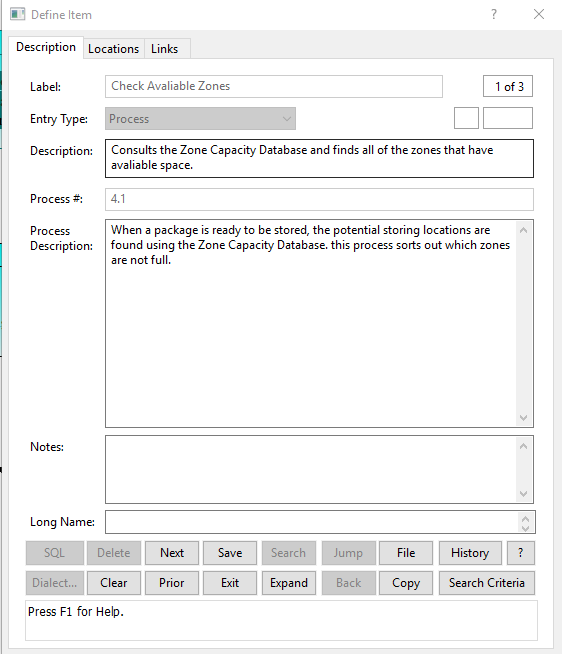 Define Item
?
Description Locations Links
Label: Check Avaliable Zones 1 of 3
Entry Type: Process
Description: Consults the Zone Capacity Database and finds all of the zones that have
avaliable space.
Process #: 4.1
Process
Description:
When a package is ready to be stored, the potential storing locations are
found using the Zone Capacity Database. this process sorts out which zones
are not full.
Notes:
Long Name:
SQL Delete Next Save Search Jump File History ?
Dialect... Clear Prior Exit Expand Back Copy Search Criteria
Press F1 for Help.